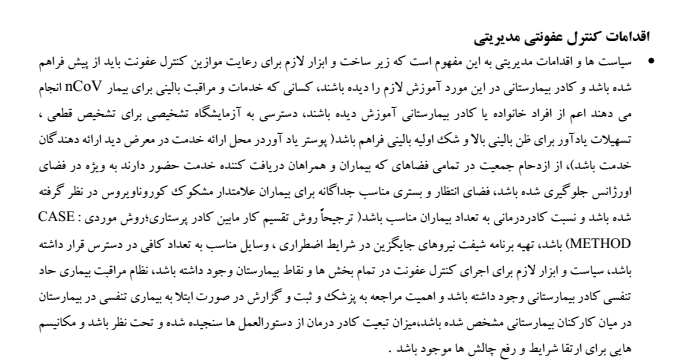 اقدامات کنترل عفونتی مدیریتی
• سیاست ها و اقدامات مدیریتی به این مفهوم است که زیر ساخت و ابزار لازم برای رعایت موازین کنترل عفونت باید از پیش فراهم
شده باشد و کادر بیمارستانی در این مورد آموزش لازم را دیده باشند، کسانی که خدمات و مراقبت بالینی برای بیمار nCoV انجام
می دهند اعم از افراد خانواده یا کادر بیمارستانی آموزش دیده باشند، دسترسی به آزمایشگاه تشخیصی برای تشخیص قطعی ،
تسهیلات یادآور برای ظن بالینی بالا و شک اولیه بالینی فراهم باشد( پوستر یاد آوردر محل ارائه خدمت در معرض دید ارائه دهندگان
خدمت باشد)، از ازدحام جمعیت در تمامی فضاهای که بیماران و همراهان دریافت کننده خدمت حضور دارند به ویژه در فضای
اورژانس جلوگیری شده باشد، فضای انتظار و بستری مناسب جداگانه برای بیماران علامتدار مشکوک کوروناویروس در نظر گرفته
شده باشد و نسبت کادردرمانی به تعداد بیماران مناسب باشد( ترجیحاً روش تقسیم کار مابین کادر پرستاری؛روش موردی : CASE
METHOD) باشد، تهیه برنامه شیفت نیروهای جایگزین در شرایط اضطراری ، وسایل مناسب به تعداد کافی در دسترس قرار داشته
باشد، سیاست و ابزار لازم برای اجرای کنترل عفونت در تمام بخش ها و نقاط بیمارستان وجود داشته باشد، نظام مراقبت بیماری حاد
تنفسی کادر بیمارستانی وجود داشته باشد و اهمیت مراجعه به پزشک و ثبت و گزارش در صورت ابتلا به بیماری تنفسی در بیمارستان
در میان کارکنان بیمارستانی مشخص شده باشد،میزان تبعیت کادر درمان از دستورالعمل ها سنجیده شده و تحت نظر باشد و مکانیسم
هایی برای ارتقا شرایط و رفع چالش ها موجود باشد .